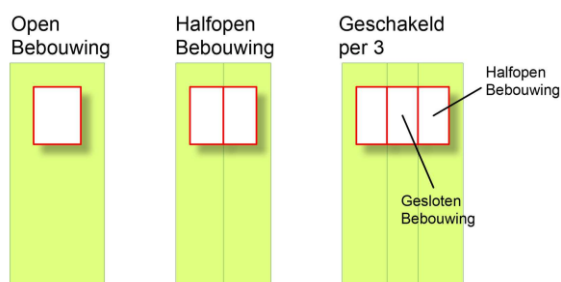 Open
Bebouwing
Halfopen
Bebouwing
Geschakeld
per 3
Halfopen
Bebouwing
Gesloten
Bebouwing